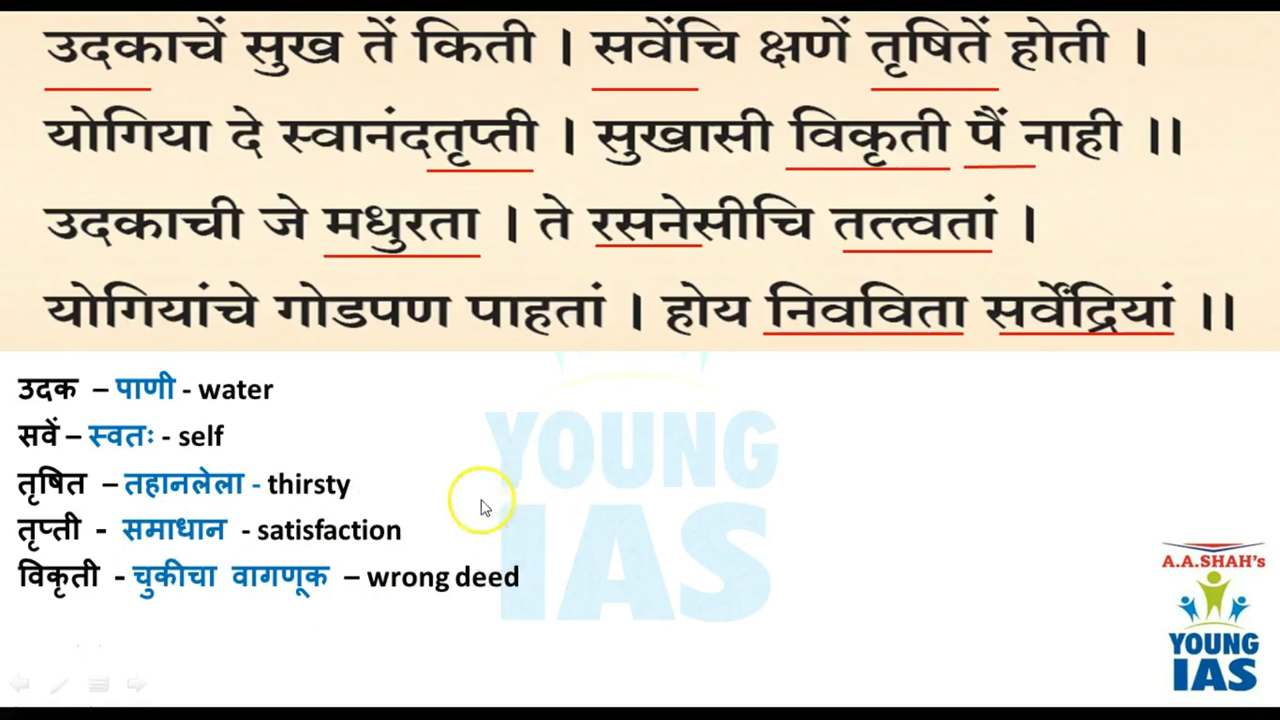 उदकाचें सुख तें किती । सवेंचि क्षणें तृषितें होती ।
योगिया दे स्वानंदतृप्ती । सुखासी विकृती पैं नाही ।।
उदकाची जे मधुरता । ते रसनेसीचि तत्त्वतां ।
योगियांचे गोडपण पाहतां । होय निवविता सर्वेंद्रियां ।।
उदक – पाणी - water
सवें – स्वतः - self
तृषित – तहानलेला - thirsty
तृप्ती - समाधान - satisfaction
विकृती - चुकीचा वागणूक – wrong deed
YOUNG
IAS
A.A.SHAH's
YOUNG
IAS